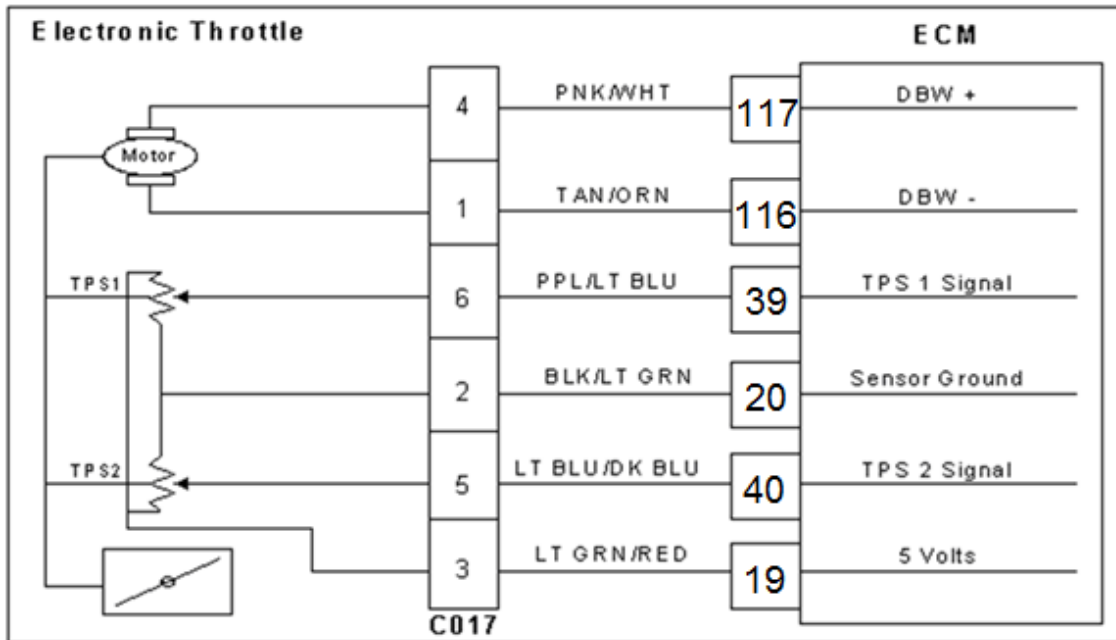 Electronic Throttle
ECM
4 PNK/WHT 117 DBW +
Motor
1 TAN/ORN 116 DBW -
TPS1 6 PPL/LT BLU 39 TPS 1 Signal
2 BLK/LT GRN 20 Sensor Ground
TPS2 5 LT BLU/DK BLU 40 TPS 2 Signal
3 LT GRN/RED 19 5 Volts
C017